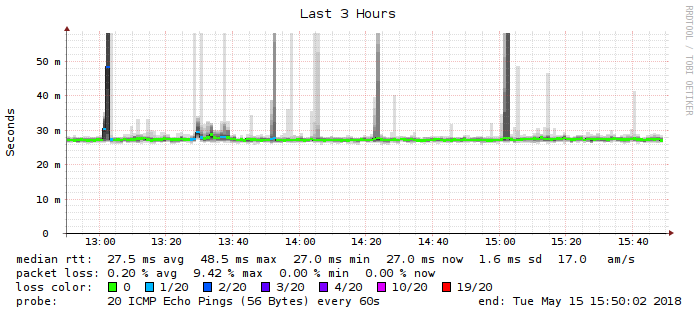 Last 3 Hours
RRDTOOL / TOBI OETIKER
Seconds
50 m
40 m
30 m
20 m
10 m
0
13:00 13:20 13:40 14:00 14:20 14:40 15:00 15:20 15:40
median rtt: 27.5 ms avg 48.5 ms max 27.0 ms min 27.0 ms now 1.6 ms sd 17.0 am/s
packet loss: 0.20 % avg 9.42 % max 0.00 % min 0.00 % now
loss color: 0 1/20 2/20 3/20 4/20 10/20 19/20
probe: 20 ICMP Echo Pings (56 Bytes) every 60s end: Tue May 15 15:50:02 2018